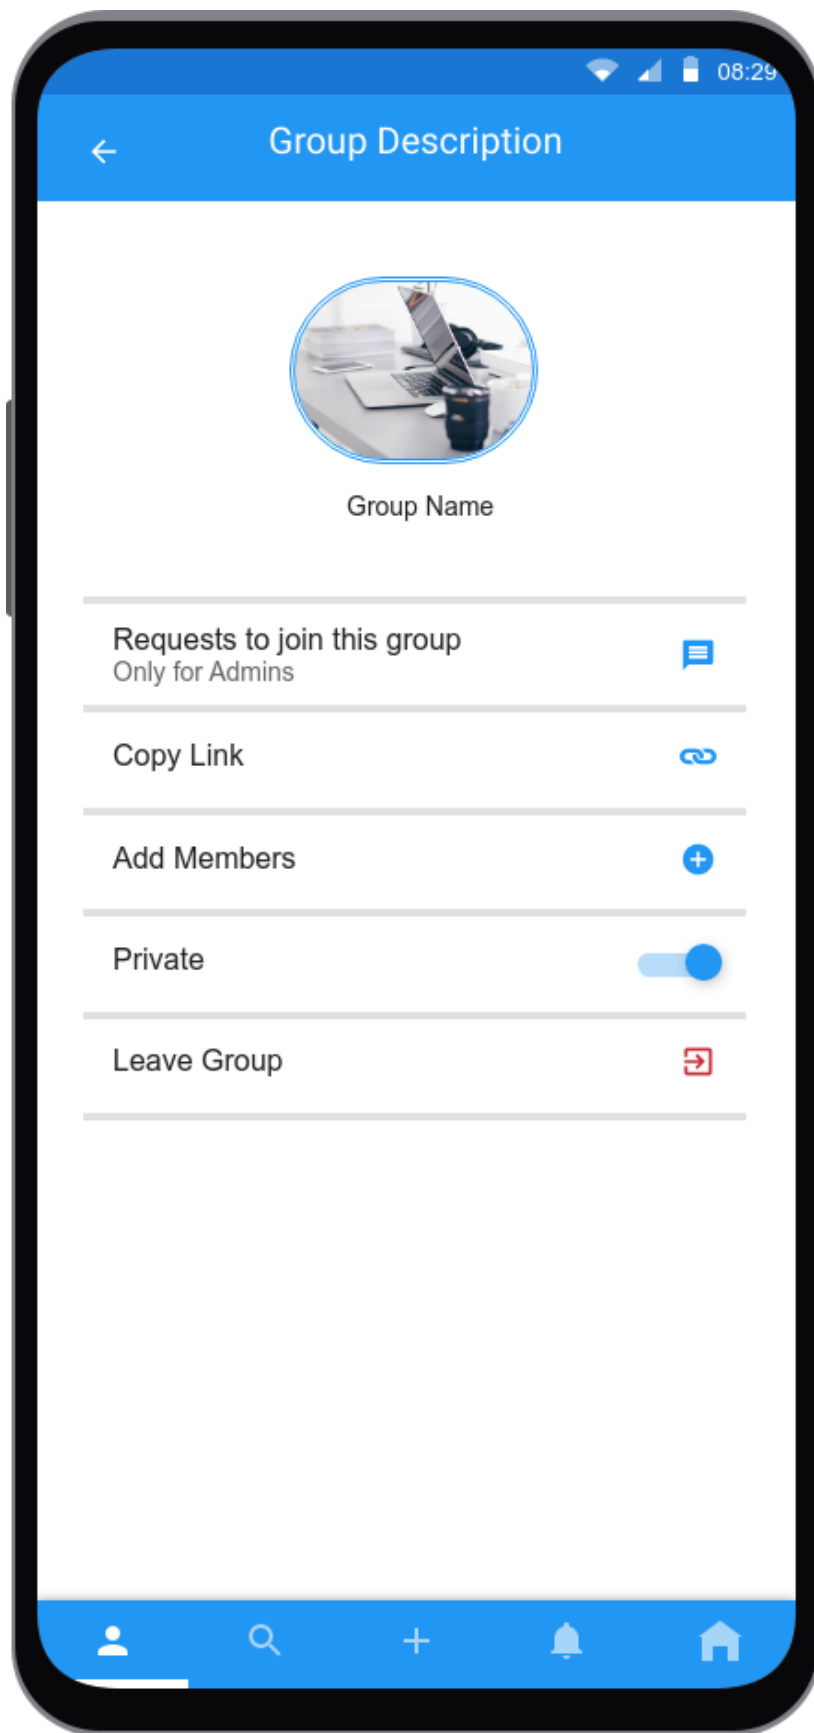 08:29
Group Description
Group Name
Requests to join this group
Only for Admins
Copy Link
Add Members
Private
Leave Group